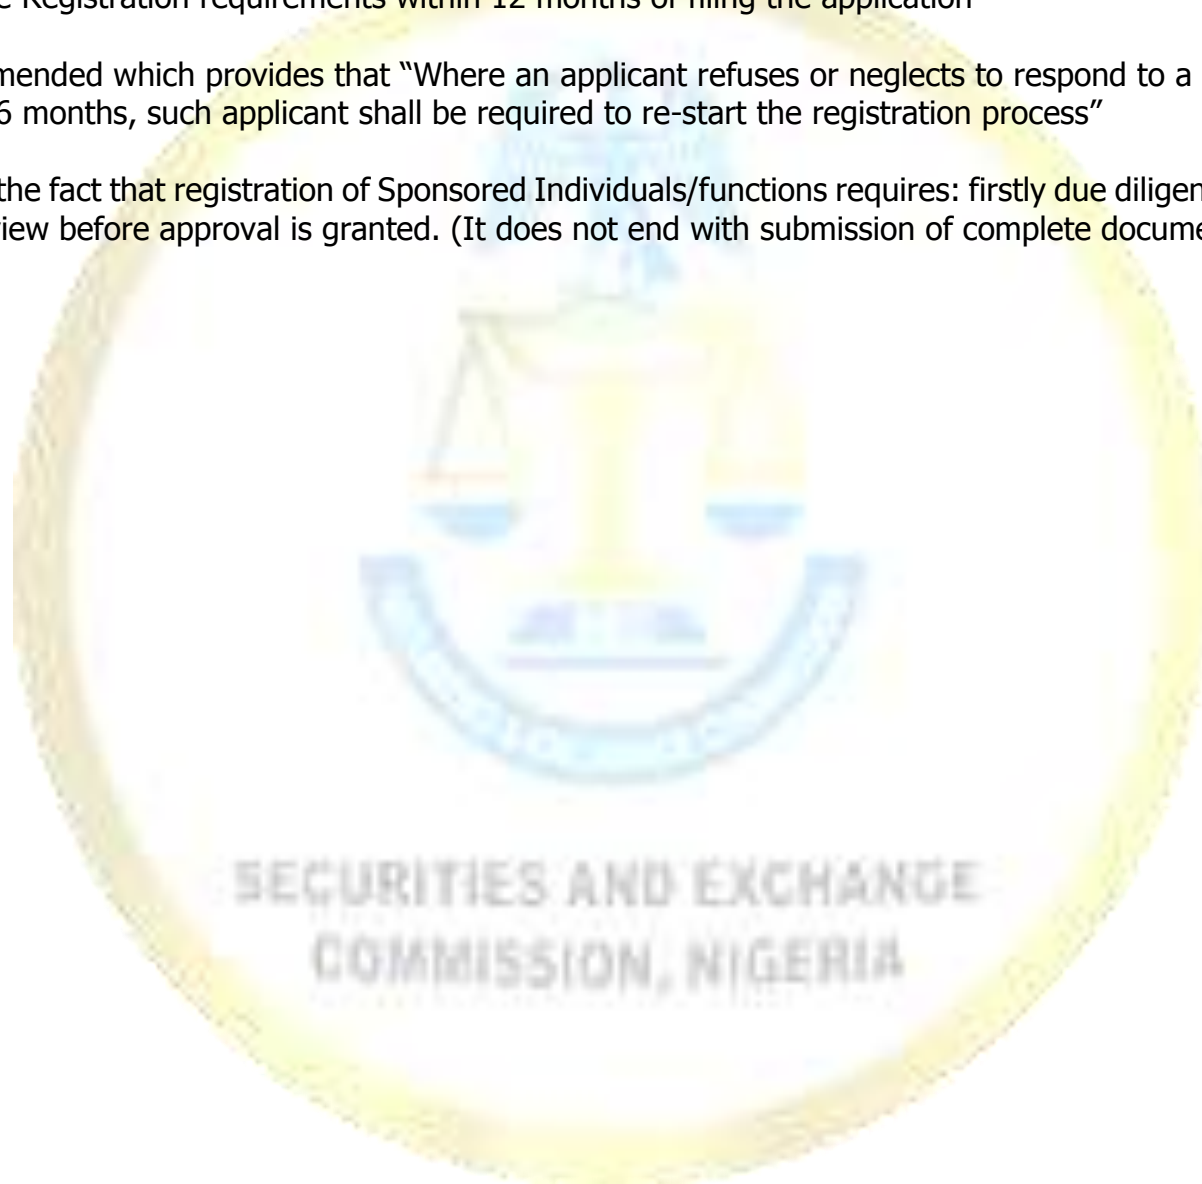 Registration requirements within 12 months of filing the application
mended which provides that “Where an applicant refuses or neglects to respond to a
6 months, such applicant shall be required to re-start the registration process”
the fact that registration of Sponsored Individuals/functions requires: firstly due diligen
iew before approval is granted. (It does not end with submission of complete docume
SECURITIES AND EXCHANGE
COMMISSION, NIGERIA